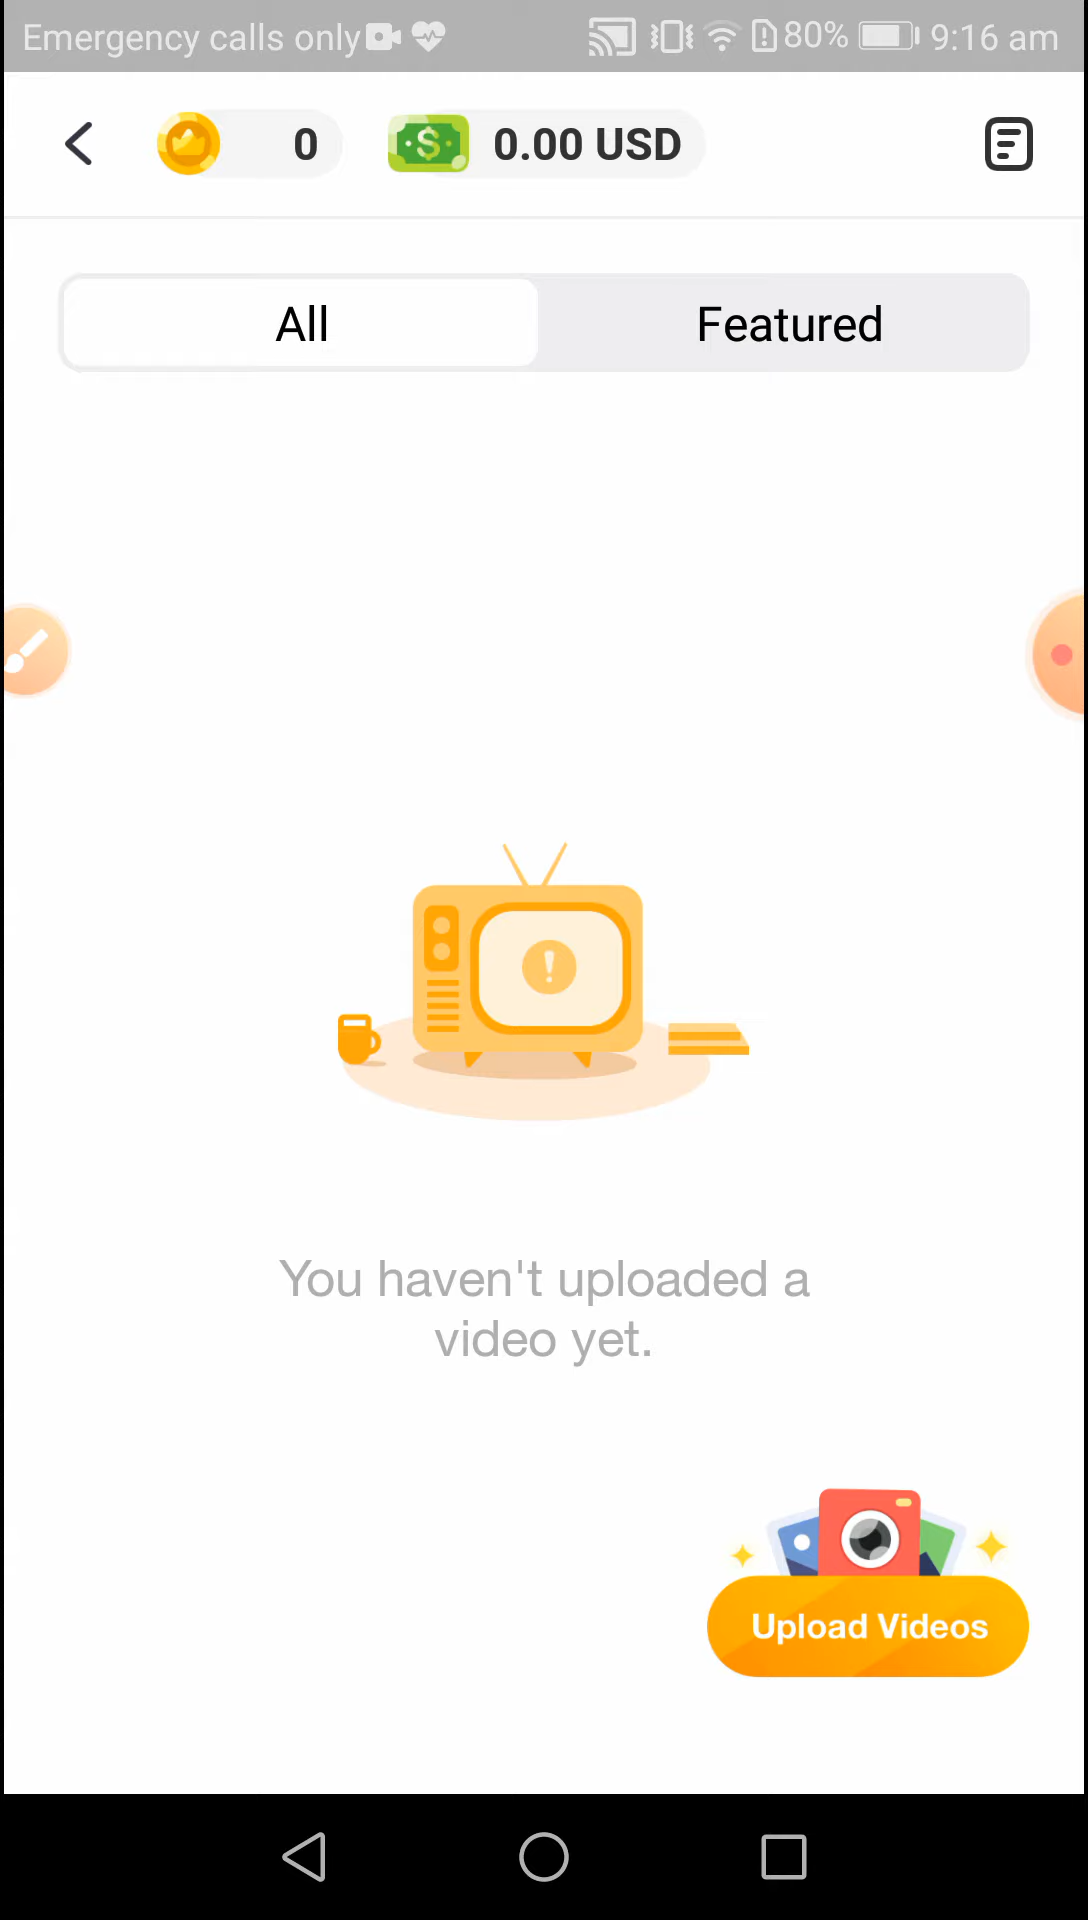 Emergency calls only 80% 9:16 am
0 0.00 USD
All Featured
You haven't uploaded a
video yet.
Upload Videos